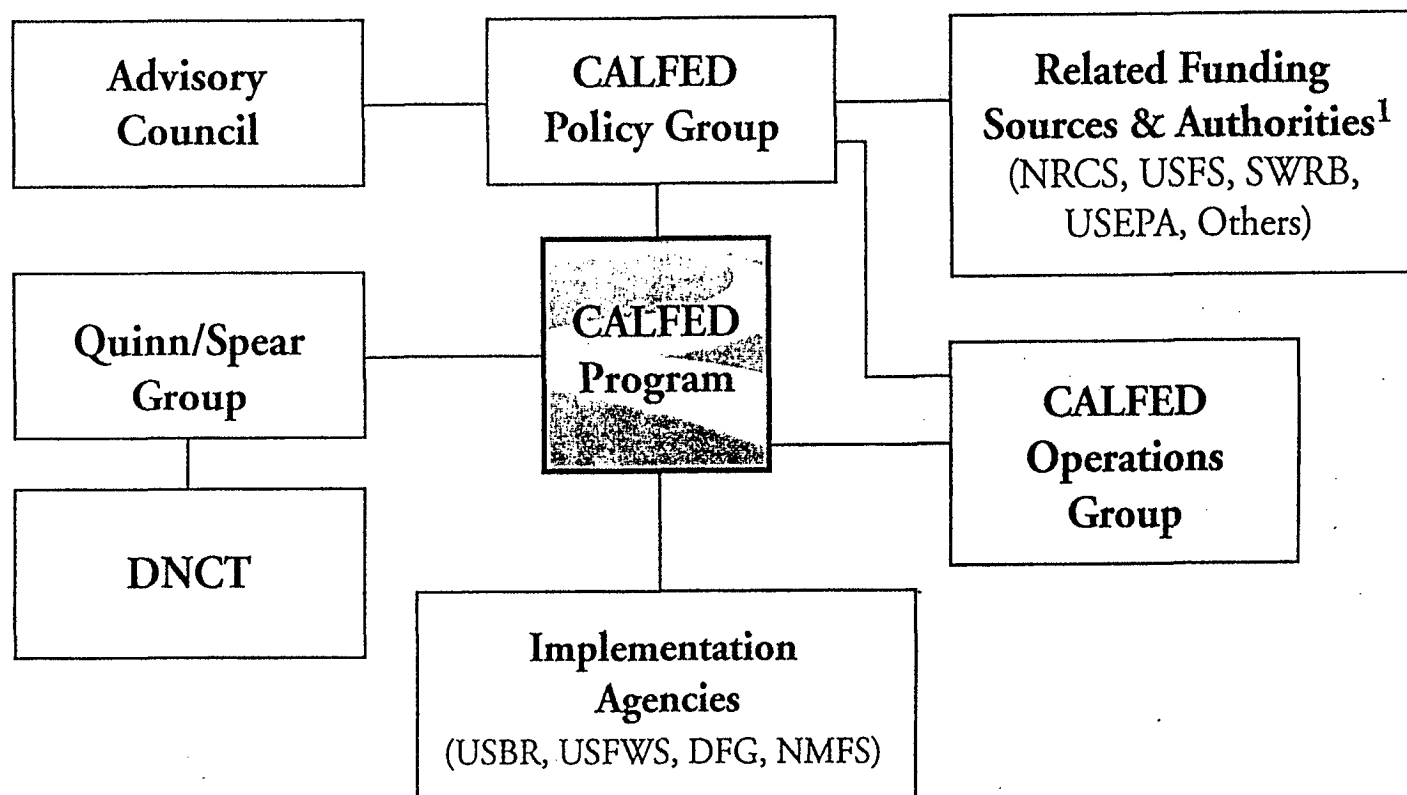 Advisory
Council
CALFED
Policy Group
Related Funding
Sources & Authorities¹
(NRCS, USFS, SWRB,
USEPA, Others)
Quinn/Spear
Group
CALFED
Program
CALFED
Operations
Group
DNCT
Implementation
Agencies
(USBR, USFWS, DFG, NMFS)